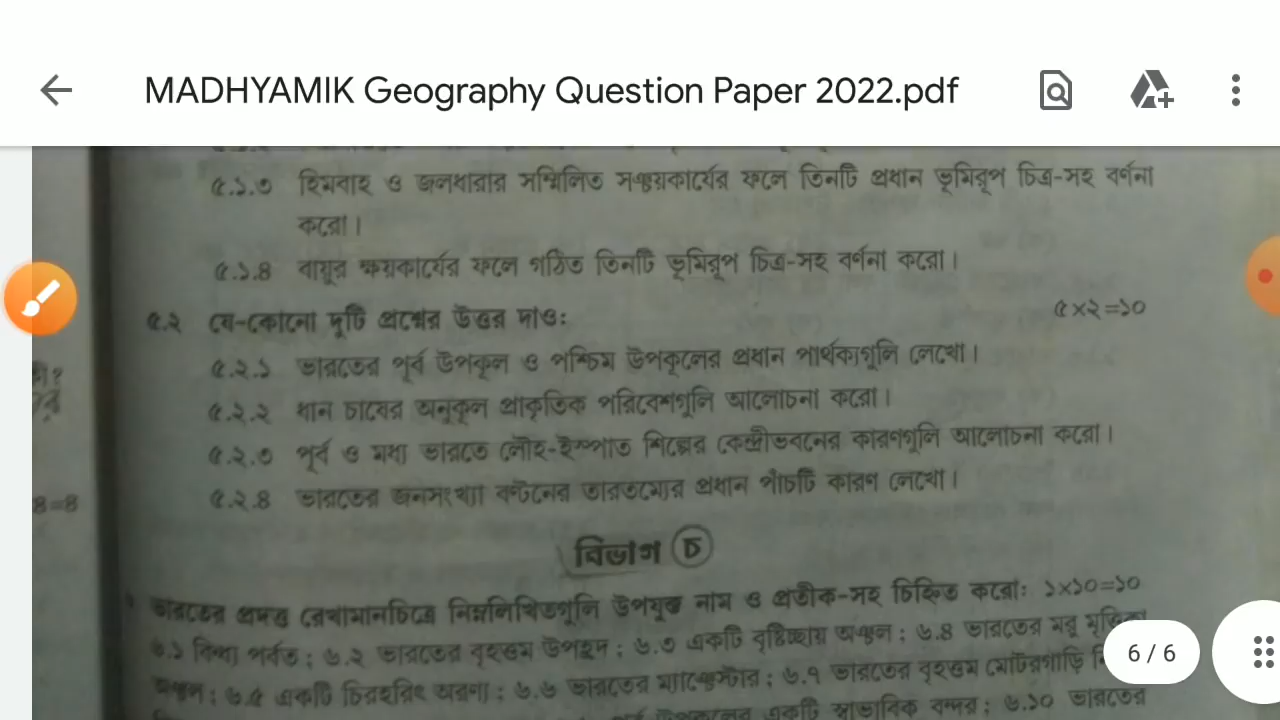 MADHYAMIK Geography Question Paper 2022.pdf
৫.১.৩ হিমবাহ ও জলধারার সম্মিলিত সঞ্চয়কার্যের ফলে তিনটি প্রধান ভূমিরূপ চিত্র-সহ বর্ণনা
করো।
৫.১.৪ বায়ুর ক্ষয়কার্যের ফলে গঠিত তিনটি ভূমিরূপ চিত্র-সহ বর্ণনা করো।
৫.২ যে-কোনো দুটি প্রশ্নের উত্তর দাও: ৫×২=১০
৫.২.১ ভারতের পূর্ব উপকূল ও পশ্চিম উপকূলের প্রধান পার্থক্যগুলি লেখো।
৫.২.২ ধান চাষের অনুকূল প্রাকৃতিক পরিবেশগুলি আলোচনা করো।
৫.২.৩ পূর্ব ও মধ্য ভারতে লৌহ-ইস্পাত শিল্পের কেন্দ্রীভবনের কারণগুলি আলোচনা করো।
৫.২.৪ ভারতের জনসংখ্যা বণ্টনের তারতম্যের প্রধান পাঁচটি কারণ লেখো।
৪=৪
বিভাগ চ
ভারতের প্রদত্ত রেখামানচিত্রে নিম্নলিখিতগুলি উপযুক্ত নাম ও প্রতীক-সহ চিহ্নিত করো: ১×১০=১০
৬.১ বিন্ধ্য পর্বত; ৬.২ ভারতের বৃহত্তম উপহ্রদ; ৬.৩ একটি বৃষ্টিচ্ছায় অঞ্চল; ৬.৪ ভারতের মরু মৃত্তিকা
অঞ্চল; ৬.৫ একটি চিরহরিৎ অরণ্য; ৬.৬ ভারতের ম্যাঞ্চেস্টার; ৬.৭ ভারতের বৃহত্তম মোটরগাড়ি
উপকূলের একটি স্বাভাবিক বন্দর; ৬.১০ ভারতের
6 / 6